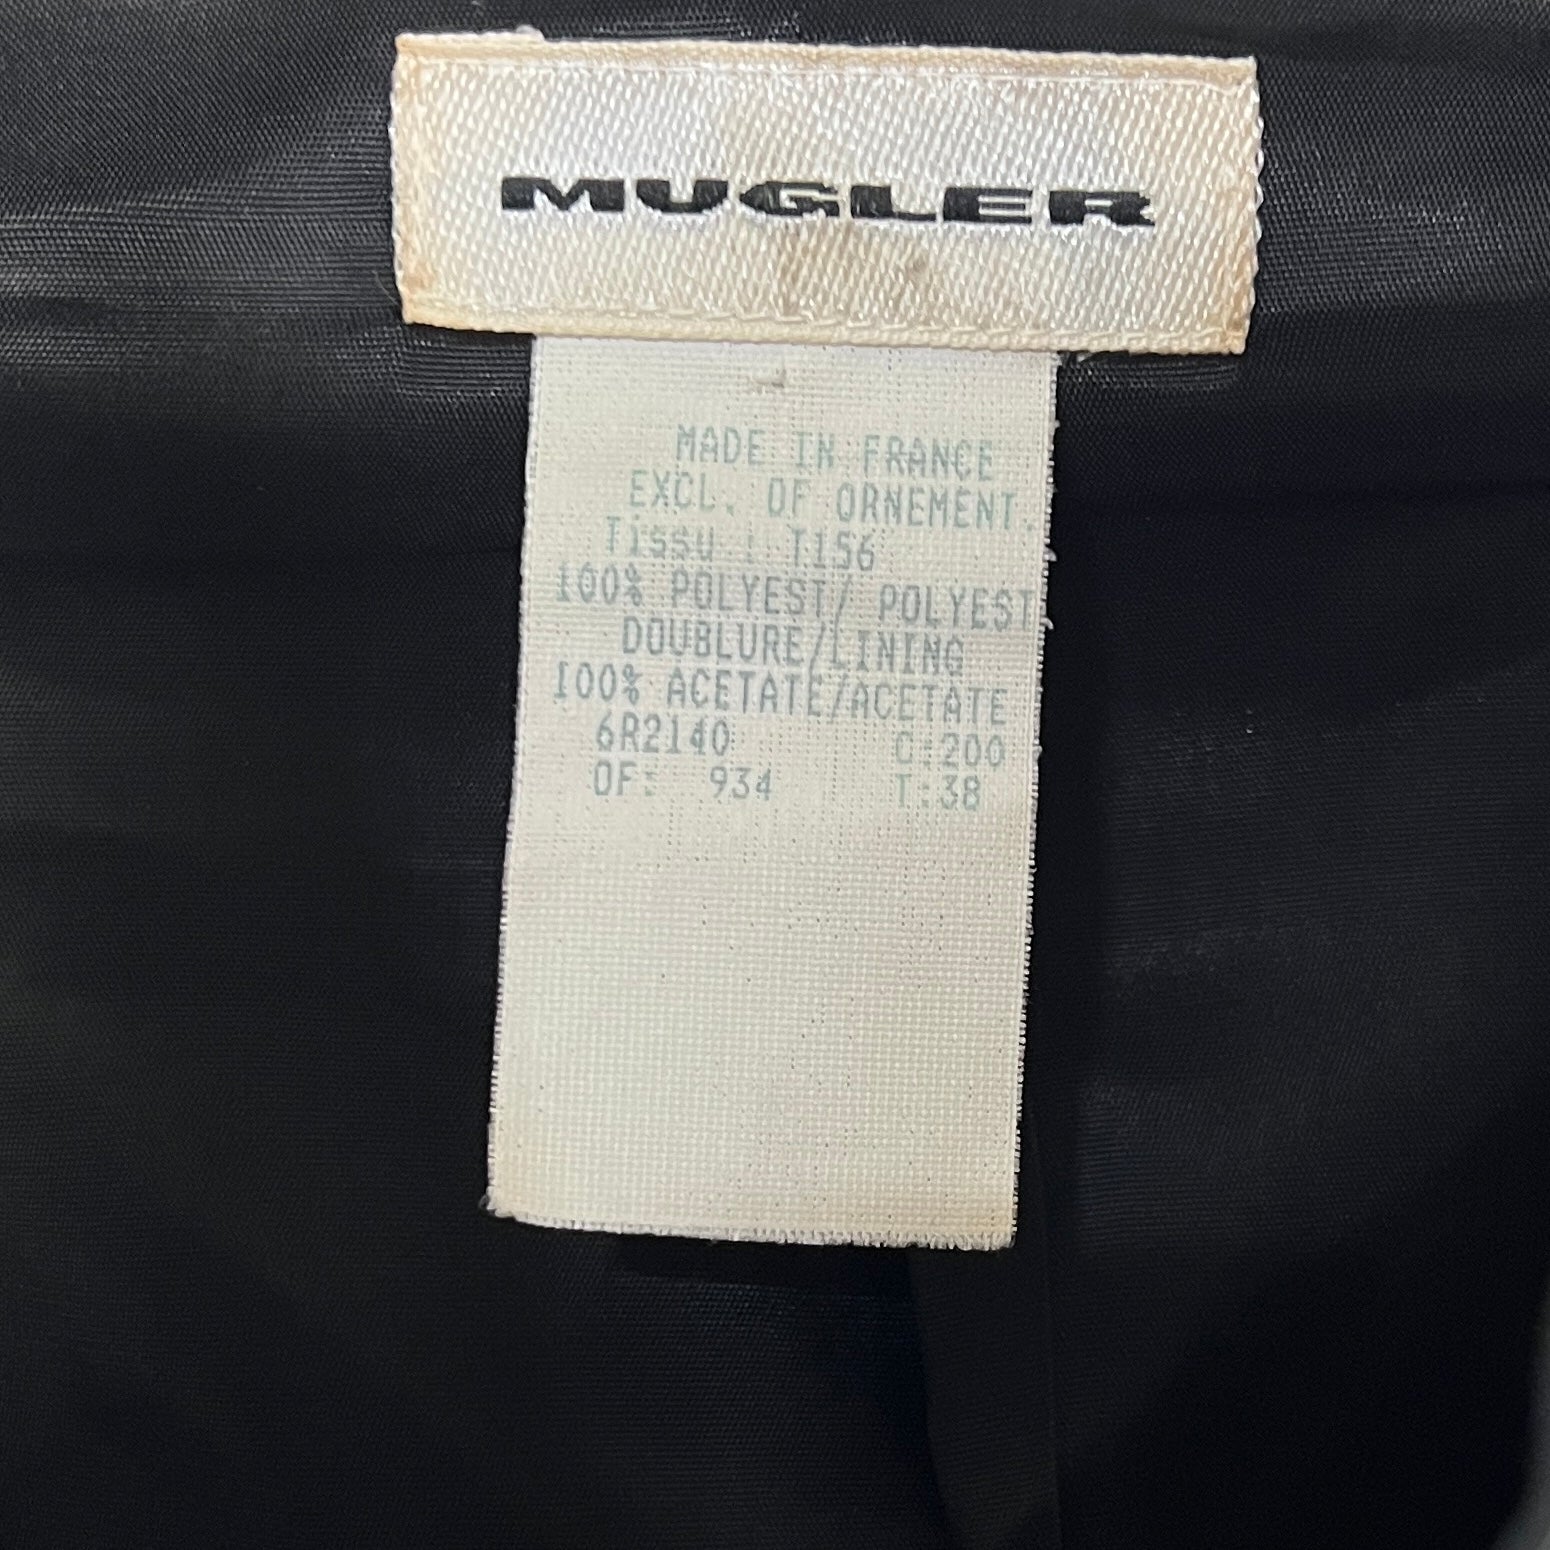 MUGLER
MADE IN FRANCE
EXCL. OF ORNEMENT.
Tissu : T156
100% POLYEST/ POLYEST
DOUBLURE/LINING
100% ACETATE/ACETATE
6R2140 C:200
OF: 934 T:38